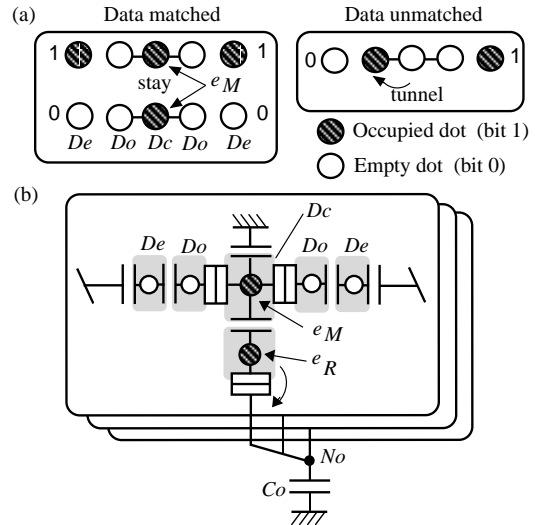 (a) Data matched Data unmatched
1 1 0 1
stay e M tunnel
0 0
De Do Dc Do De
Occupied dot (bit 1)
Empty dot (bit 0)
(b)
Dc
De Do Do De
e M
e R
No
Co